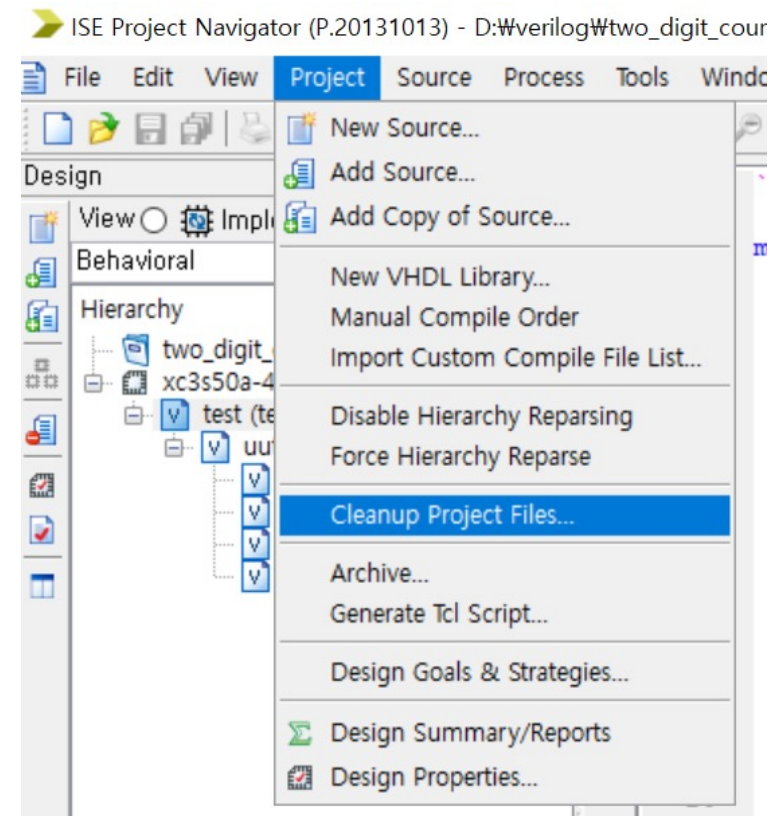 ISE Project Navigator (P.20131013) - D:₩verilog₩two_digit_cour
File Edit View Project Source Process Tools Windo
New Source...
Design
Add Source...
View Imple
Add Copy of Source...
Behavioral
New VHDL Library...
Hierarchy
Manual Compile Order
two_digit_
Import Custom Compile File List...
xc3s50a-4
test (te
Disable Hierarchy Reparsing
uu
Force Hierarchy Reparse
Cleanup Project Files...
Archive...
Generate Tcl Script...
Design Goals & Strategies...
Design Summary/Reports
Design Properties...